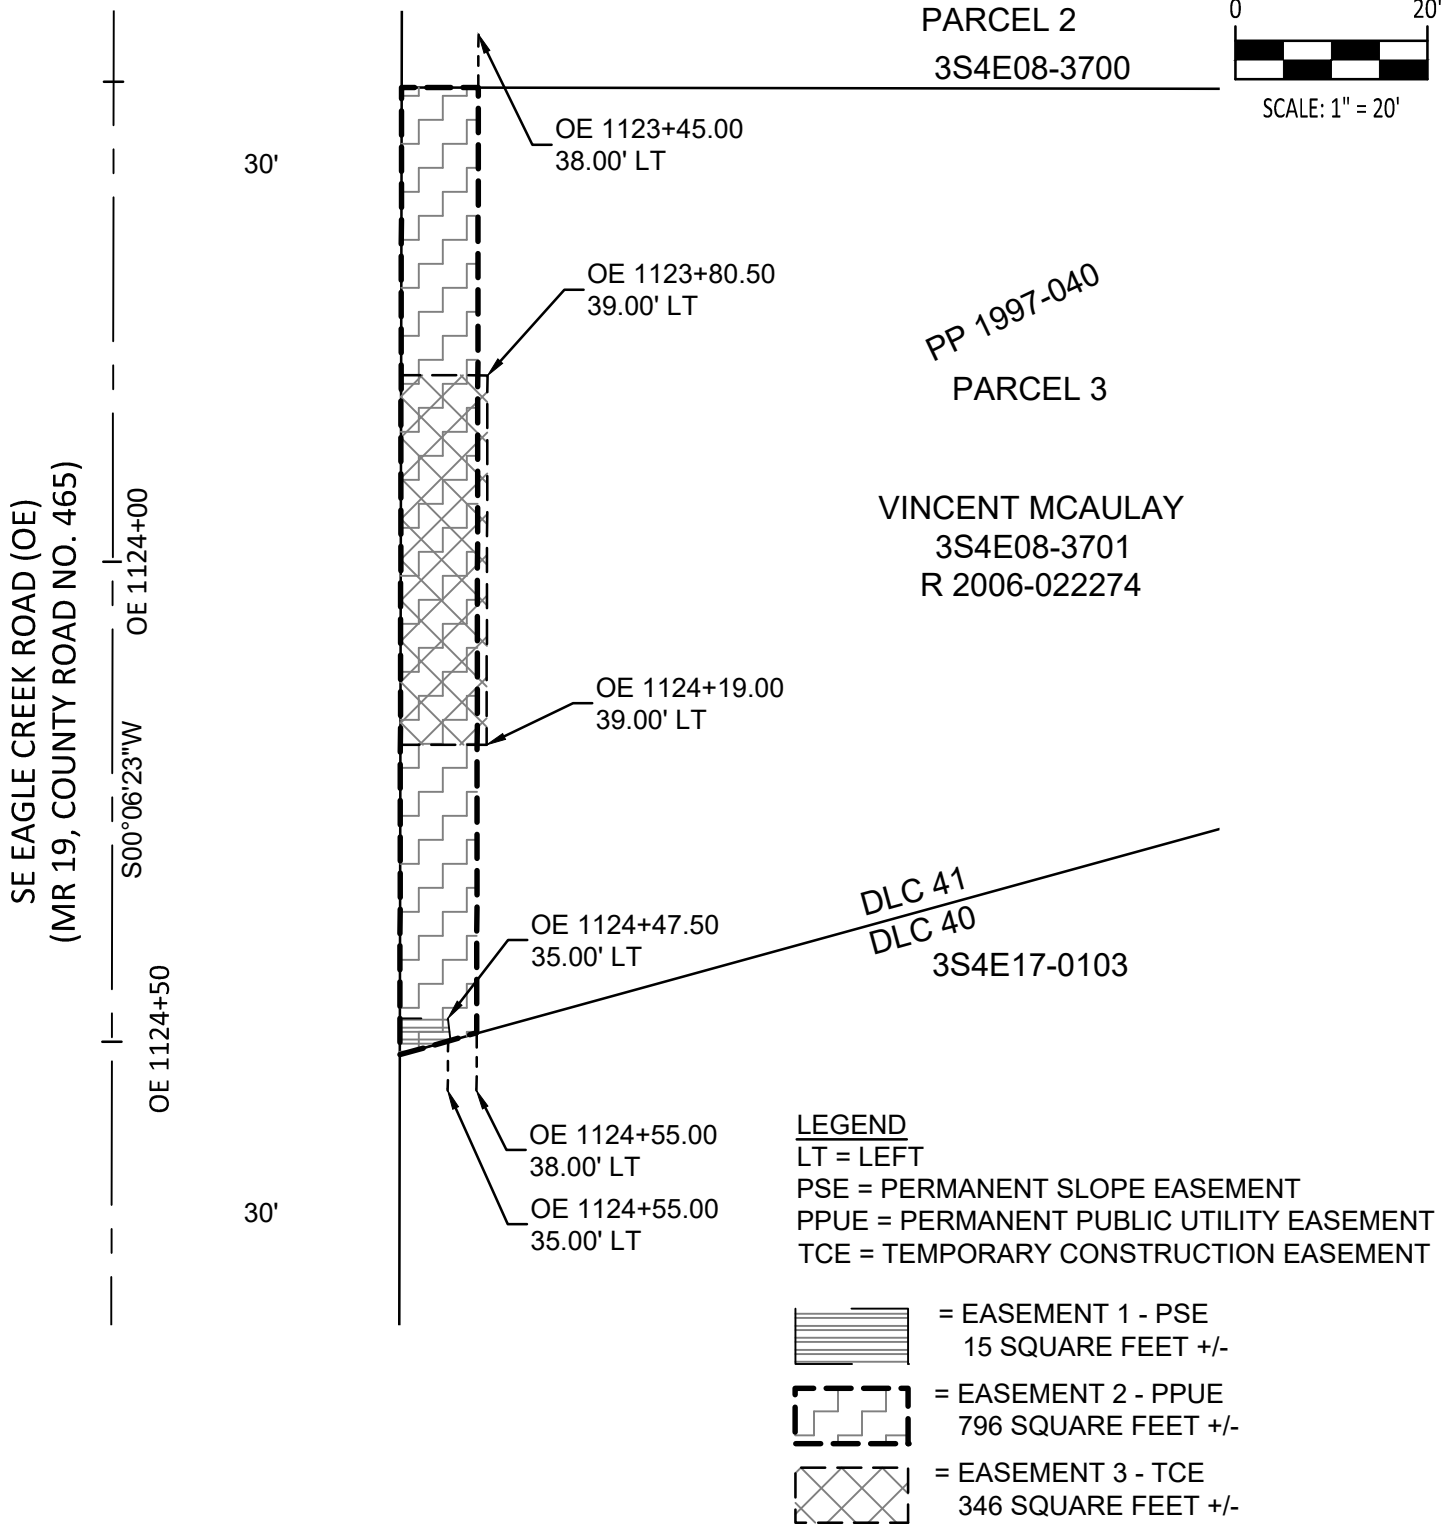 PARCEL 2
3S4E08-3700
0 20'
SCALE: 1" = 20'
30'
OE 1123+45.00
38.00' LT
OE 1123+80.50
39.00' LT
PP 1997-040
PARCEL 3
VINCENT MCAULAY
3S4E08-3701
R 2006-022274
SE EAGLE CREEK ROAD (OE)
(MR 19, COUNTY ROAD NO. 465)
OE 1124+00
S00°06'23"W
OE 1124+50
OE 1124+19.00
39.00' LT
DLC 41
DLC 40
3S4E17-0103
OE 1124+47.50
35.00' LT
OE 1124+55.00
38.00' LT
OE 1124+55.00
35.00' LT
30'
LEGEND
LT = LEFT
PSE = PERMANENT SLOPE EASEMENT
PPUE = PERMANENT PUBLIC UTILITY EASEMENT
TCE = TEMPORARY CONSTRUCTION EASEMENT
= EASEMENT 1 - PSE
15 SQUARE FEET +/-
= EASEMENT 2 - PPUE
796 SQUARE FEET +/-
= EASEMENT 3 - TCE
346 SQUARE FEET +/-